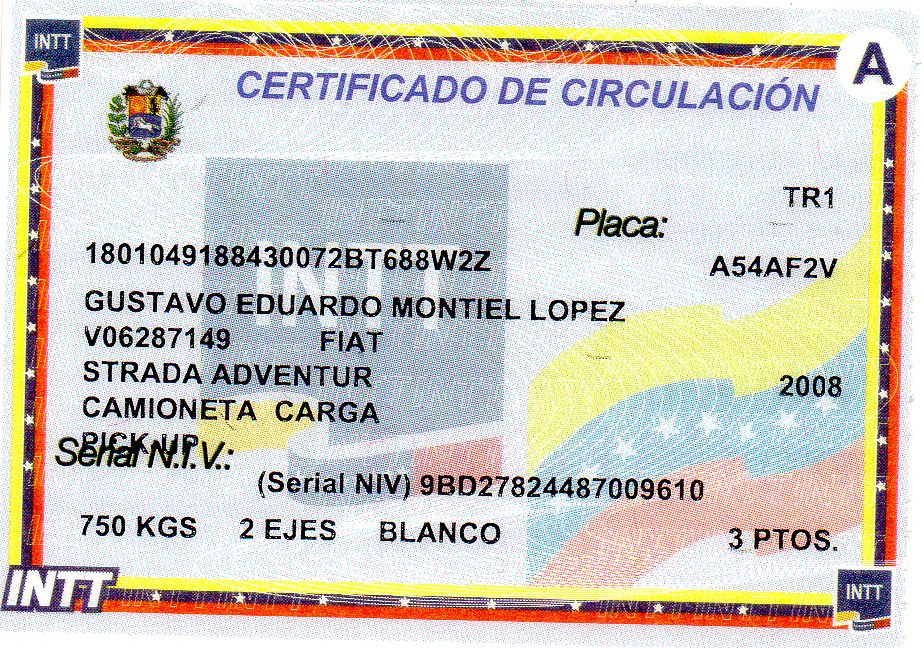 INTT
A
CERTIFICADO DE CIRCULACIÓN
TR1
Placa:
1801049188430072BT688W2Z A54AF2V
GUSTAVO EDUARDO MONTIEL LOPEZ
V06287149 FIAT
STRADA ADVENTUR 2008
CAMIONETA CARGA
PICK UP
Serial N.I.V.:
(Serial NIV) 9BD27824487009610
750 KGS 2 EJES BLANCO 3 PTOS.
INTT
INTT
INTT